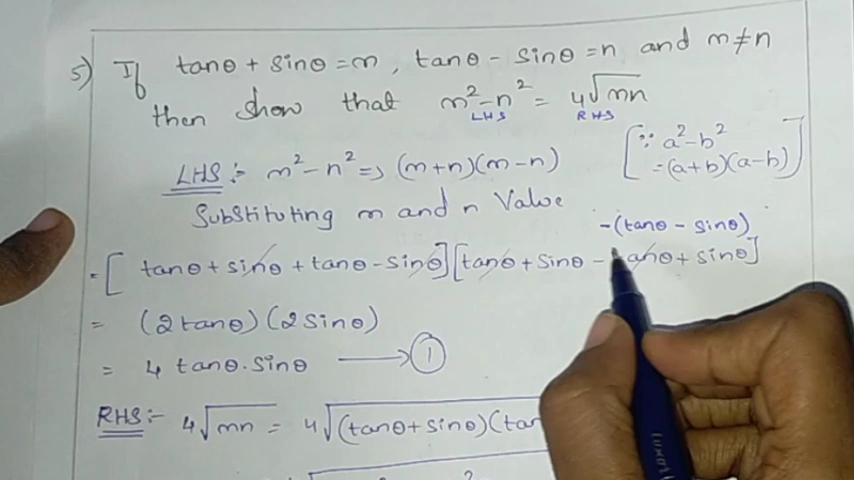 5) If tanθ + sinθ = m, tanθ - sinθ = n and m ≠ n
then show that m² - n² = 4√mn
LHS RHS
[∵ a² - b²
= (a+b)(a-b)]
LHS :- m² - n² => (m+n)(m-n)
Substituting m and n Value
-(tanθ - sinθ)
= [tanθ + sinθ + tanθ - sinθ][tanθ + sinθ - tanθ + sinθ]
= (2tanθ)(2sinθ)
= 4 tanθ.sinθ → ①
RHS :- 4√mn = 4√(tanθ+sinθ)(tan
luxor